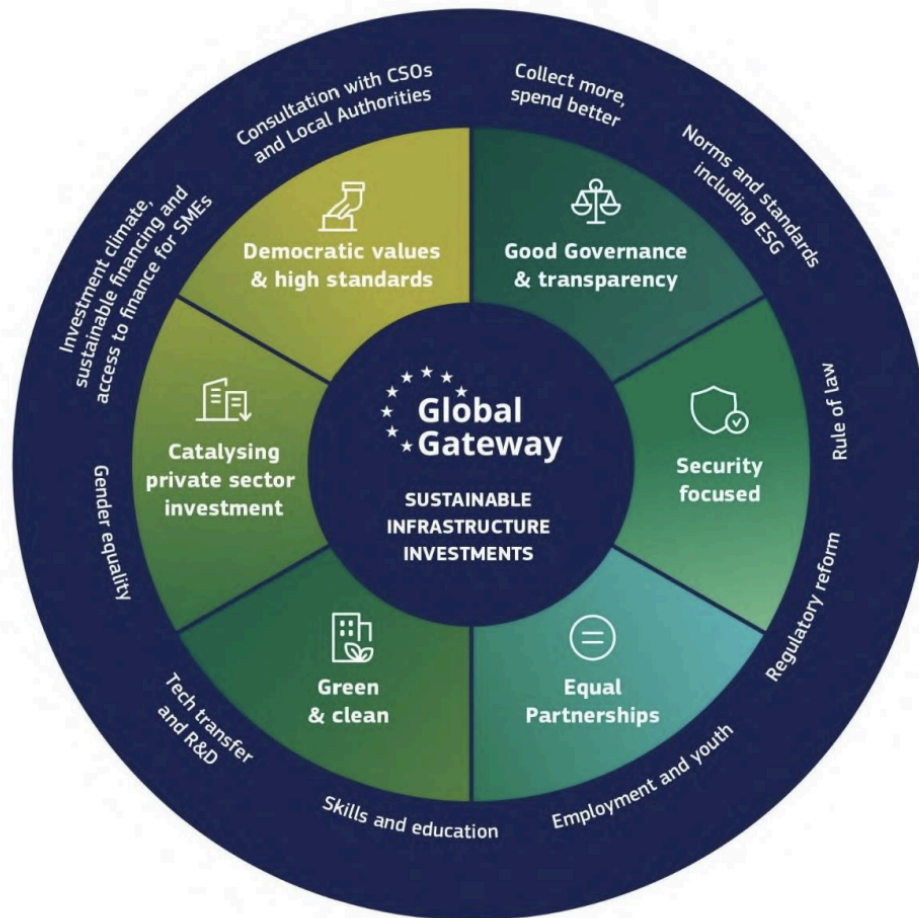 Global
Gateway
SUSTAINABLE
INFRASTRUCTURE
INVESTMENTS
Democratic values
& high standards
Good Governance
& transparency
Security
focused
Equal
Partnerships
Green
& clean
Catalysing
private sector
investment
Consultation with CSOs
and Local Authorities
Collect more,
spend better
Norms and standards
including ESG
Rule of law
Regulatory reform
Employment and youth
Skills and education
Tech transfer
and R&D
Gender equality
Investment climate,
sustainable financing and
access to finance for SMEs